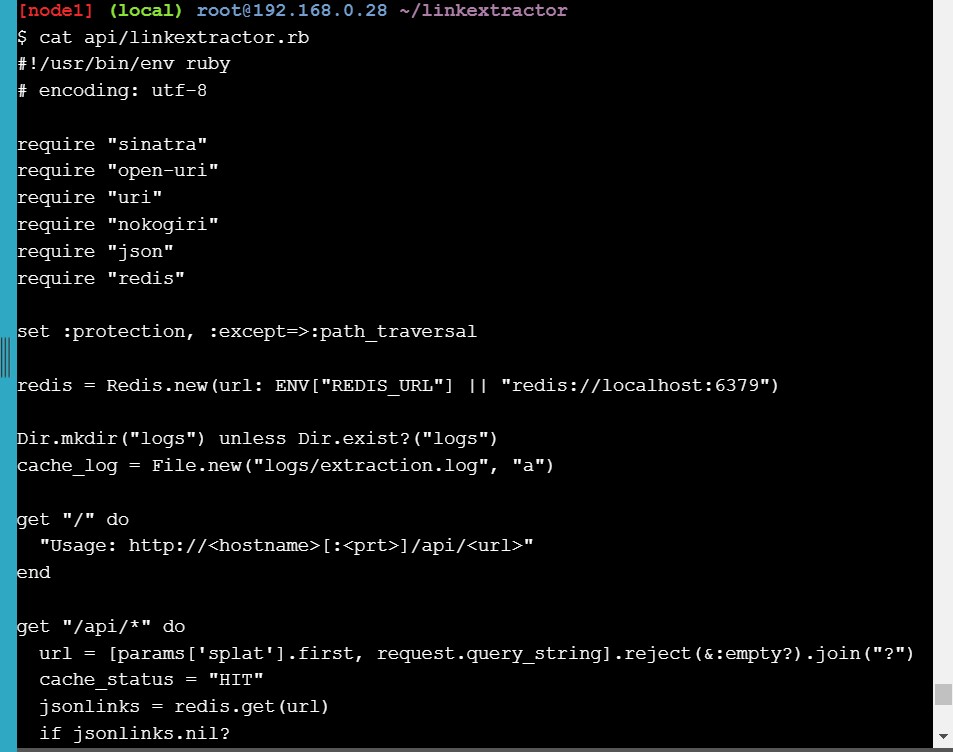 [node1] (local) root@192.168.0.28 ~/linkextractor
$ cat api/linkextractor.rb
#!/usr/bin/env ruby
# encoding: utf-8
require "sinatra"
require "open-uri"
require "uri"
require "nokogiri"
require "json"
require "redis"
set :protection, :except=>:path_traversal
redis = Redis.new(url: ENV["REDIS_URL"] || "redis://localhost:6379")
Dir.mkdir("logs") unless Dir.exist?("logs")
cache_log = File.new("logs/extraction.log", "a")
get "/" do
  "Usage: http://<hostname>[:<prt>]/api/<url>"
end
get "/api/*" do
  url = [params['splat'].first, request.query_string].reject(&:empty?).join("?")
  cache_status = "HIT"
  jsonlinks = redis.get(url)
  if jsonlinks.nil?